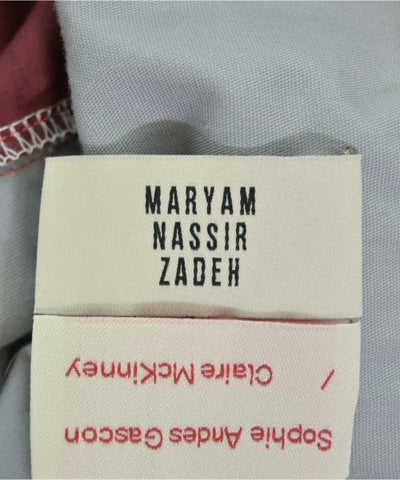 MARYAM
NASSIR
ZADEH
Sophie Andes Gascon
/ Claire McKinney